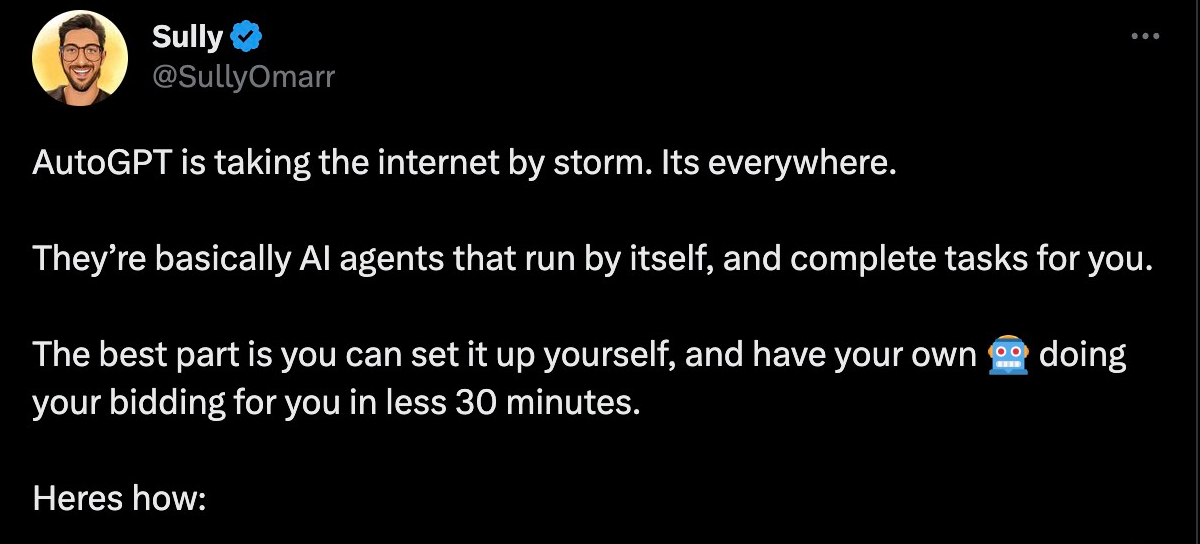 Sully
@SullyOmarr
AutoGPT is taking the internet by storm. Its everywhere.
They’re basically AI agents that run by itself, and complete tasks for you.
The best part is you can set it up yourself, and have your own 🤖 doing
your bidding for you in less 30 minutes.
Heres how: